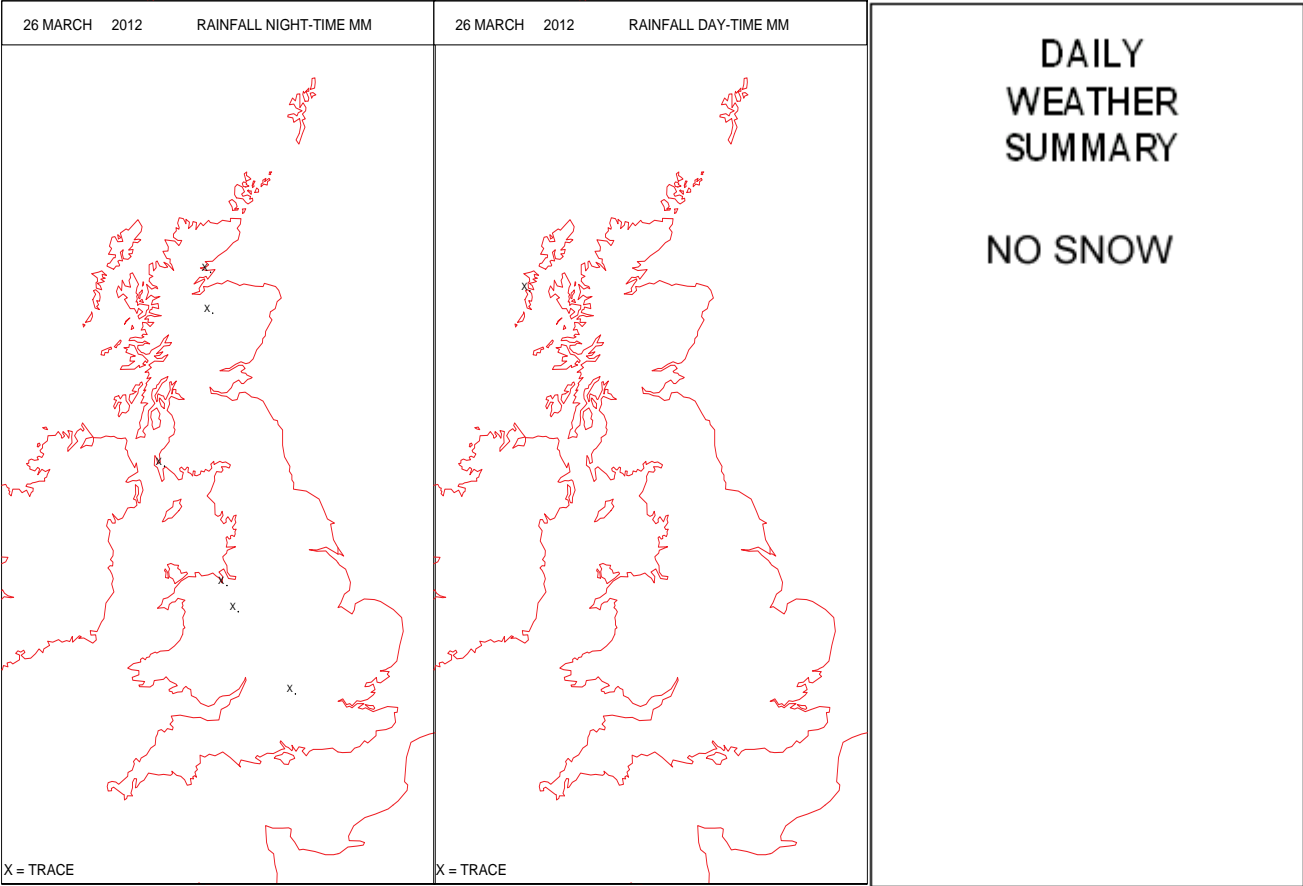 26 MARCH 2012 RAINFALL NIGHT-TIME MM
X
X.
X.
X.
X.
X.
X = TRACE
26 MARCH 2012 RAINFALL DAY-TIME MM
X
X = TRACE
DAILY
WEATHER
SUMMARY
NO SNOW